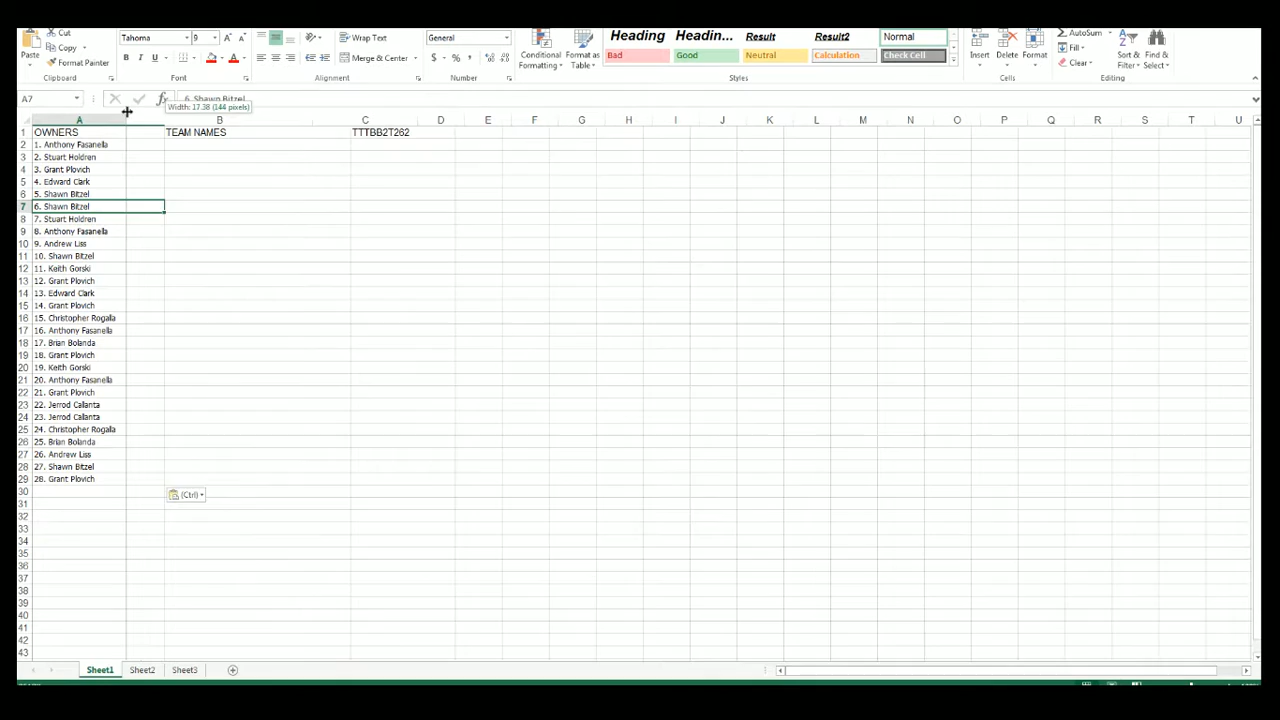 Cut
Copy
Format Painter
Paste
Clipboard
Tahoma 9
B I U
Font
Wrap Text
Merge & Center
Alignment
General
$ % ,
Number
Conditional Formatting
Format as Table
Heading Headin... Result Result2 Normal
Bad Good Neutral Calculation Check Cell
Styles
Insert Delete Format
Cells
AutoSum
Fill
Clear
Sort & Filter
Find & Select
Editing
A7 fx 6. Shawn Bitzel
Width: 17.38 (144 pixels)
A B C D E F G H I J K L M N O P Q R S T U
1 OWNERS TEAM NAMES TTTBB2T262
2 1. Anthony Fasanella
3 2. Stuart Holdren
4 3. Grant Plovich
5 4. Edward Clark
6 5. Shawn Bitzel
7 6. Shawn Bitzel
8 7. Stuart Holdren
9 8. Anthony Fasanella
10 9. Andrew Liss
11 10. Shawn Bitzel
12 11. Keith Gorski
13 12. Grant Plovich
14 13. Edward Clark
15 14. Grant Plovich
16 15. Christopher Rogalla
17 16. Anthony Fasanella
18 17. Brian Bolanda
19 18. Grant Plovich
20 19. Keith Gorski
21 20. Anthony Fasanella
22 21. Grant Plovich
23 22. Jerrod Calanta
24 23. Jerrod Calanta
25 24. Christopher Rogalla
26 25. Brian Bolanda
27 26. Andrew Liss
28 27. Shawn Bitzel
29 28. Grant Plovich
30 (Ctrl)
31
32
33
34
35
36
37
38
39
40
41
42
43
Sheet1 Sheet2 Sheet3